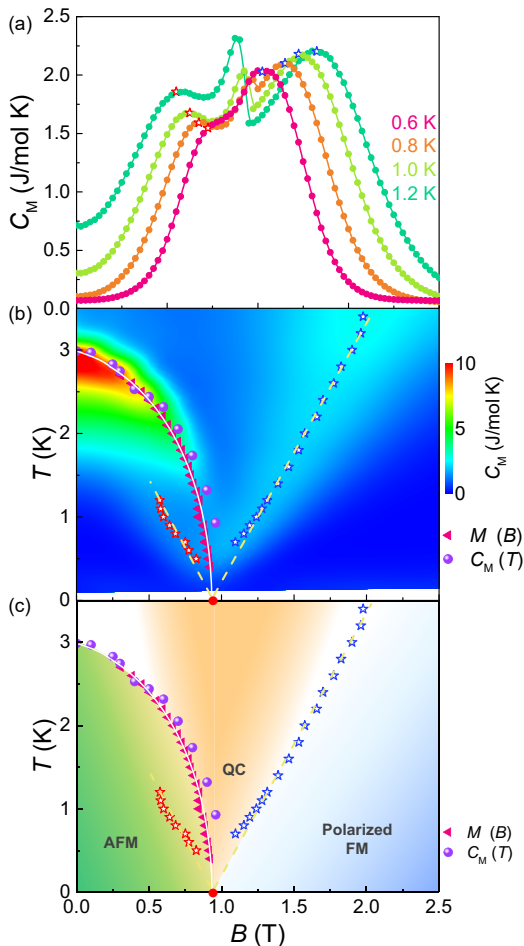 (a)
C_M (J/mol K)
2.5
2.0
1.5
1.0
0.5
0.0
0.6 K
0.8 K
1.0 K
1.2 K
(b)
T (K)
3
2
1
0
10
0
C_M (J/mol K)
M (B)
C_M (T)
(c)
T (K)
3
2
1
0
QC
AFM
Polarized
FM
M (B)
C_M (T)
0.0 0.5 1.0 1.5 2.0 2.5
B (T)